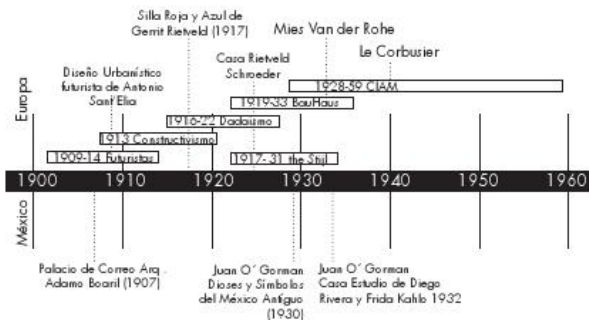 Silla Roja y Azul de
Gerrit Rietveld (1917)
Mies Van der Rohe
Le Corbusier
Casa Rietveld
Schroeder
Diseño Urbanístico
futurista de Antonio
Sant'Elia
Europa
1928-59 CIAM
1919-33 BauHaus
1916-22 Dadaismo
1913 Constructivismo
1909-14 Futuristas
1917- 31 the Stijl
1900 1910 1920 1930 1940 1950 1960
México
Palacio de Correo Arq.
Adamo Boaril (1907)
Juan O´ Gorman
Dioses y Símbolos
del México Antíguo
(1930)
Juan O´ Gorman
Casa Estudio de Diego
Rivera y Frida Kahlo 1932